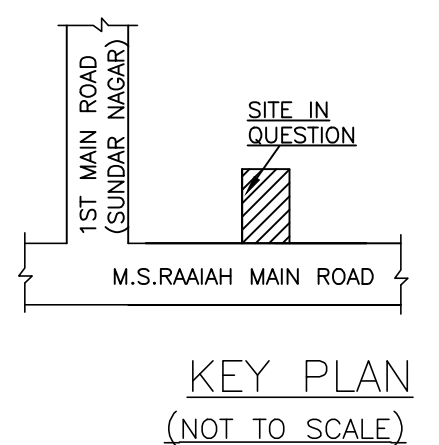 1ST MAIN ROAD
(SUNDAR NAGAR)
SITE IN
QUESTION
M.S.RAAIAH MAIN ROAD
KEY PLAN
(NOT TO SCALE)